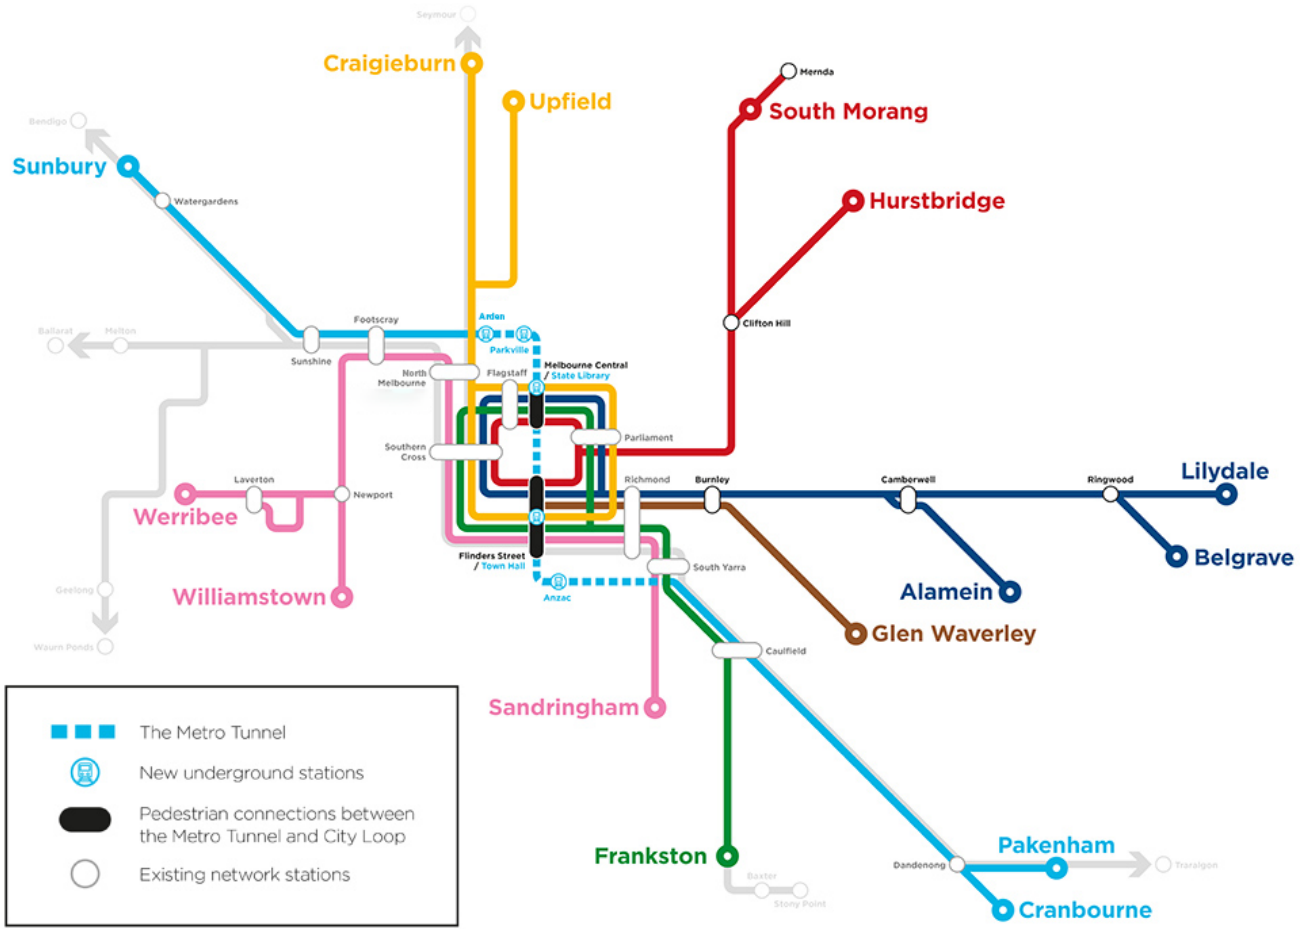 Seymour
Craigieburn
Mernda
Upfield
South Morang
Bendigo
Sunbury
Watergardens
Hurstbridge
Footscray
Arden
Clifton Hill
Ballarat
Melton
Sunshine
Parkville
North
Melbourne
Flagstaff
Melbourne Central
/ State Library
Southern
Cross
Parliament
Laverton
Newport
Richmond
Burnley
Camberwell
Ringwood
Lilydale
Werribee
Flinders Street
/ Town Hall
South Yarra
Belgrave
Geelong
Williamstown
Anzac
Alamein
Glen Waverley
Waurn Ponds
Caulfield
Sandringham
The Metro Tunnel
New underground stations
Pedestrian connections between
the Metro Tunnel and City Loop
Existing network stations
Frankston
Baxter
Stony Point
Pakenham
Dandenong
Traralgon
Cranbourne